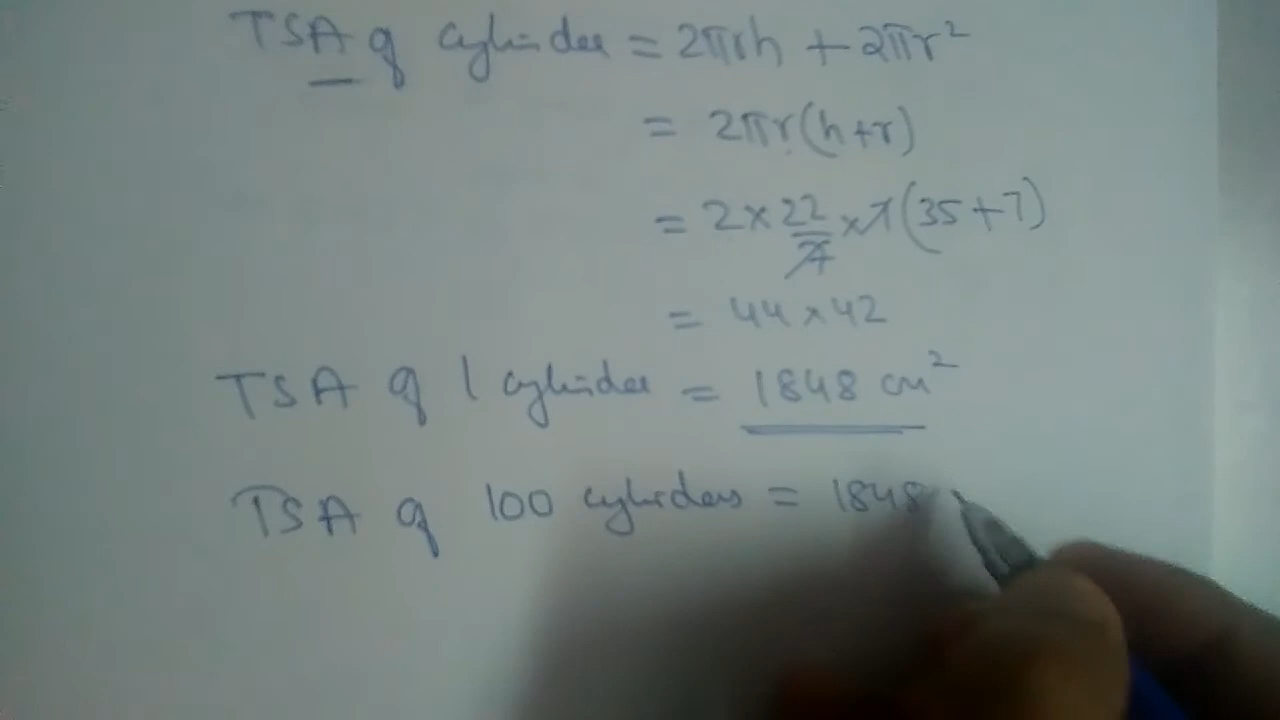 TSA of cylinder = 2πrh + 2πr²
= 2πr(h+r)
= 2 × 22/7 × 7(35+7)
= 44 × 42
TSA of 1 cylinder = 1848 cm²
TSA of 100 cylinders = 1848